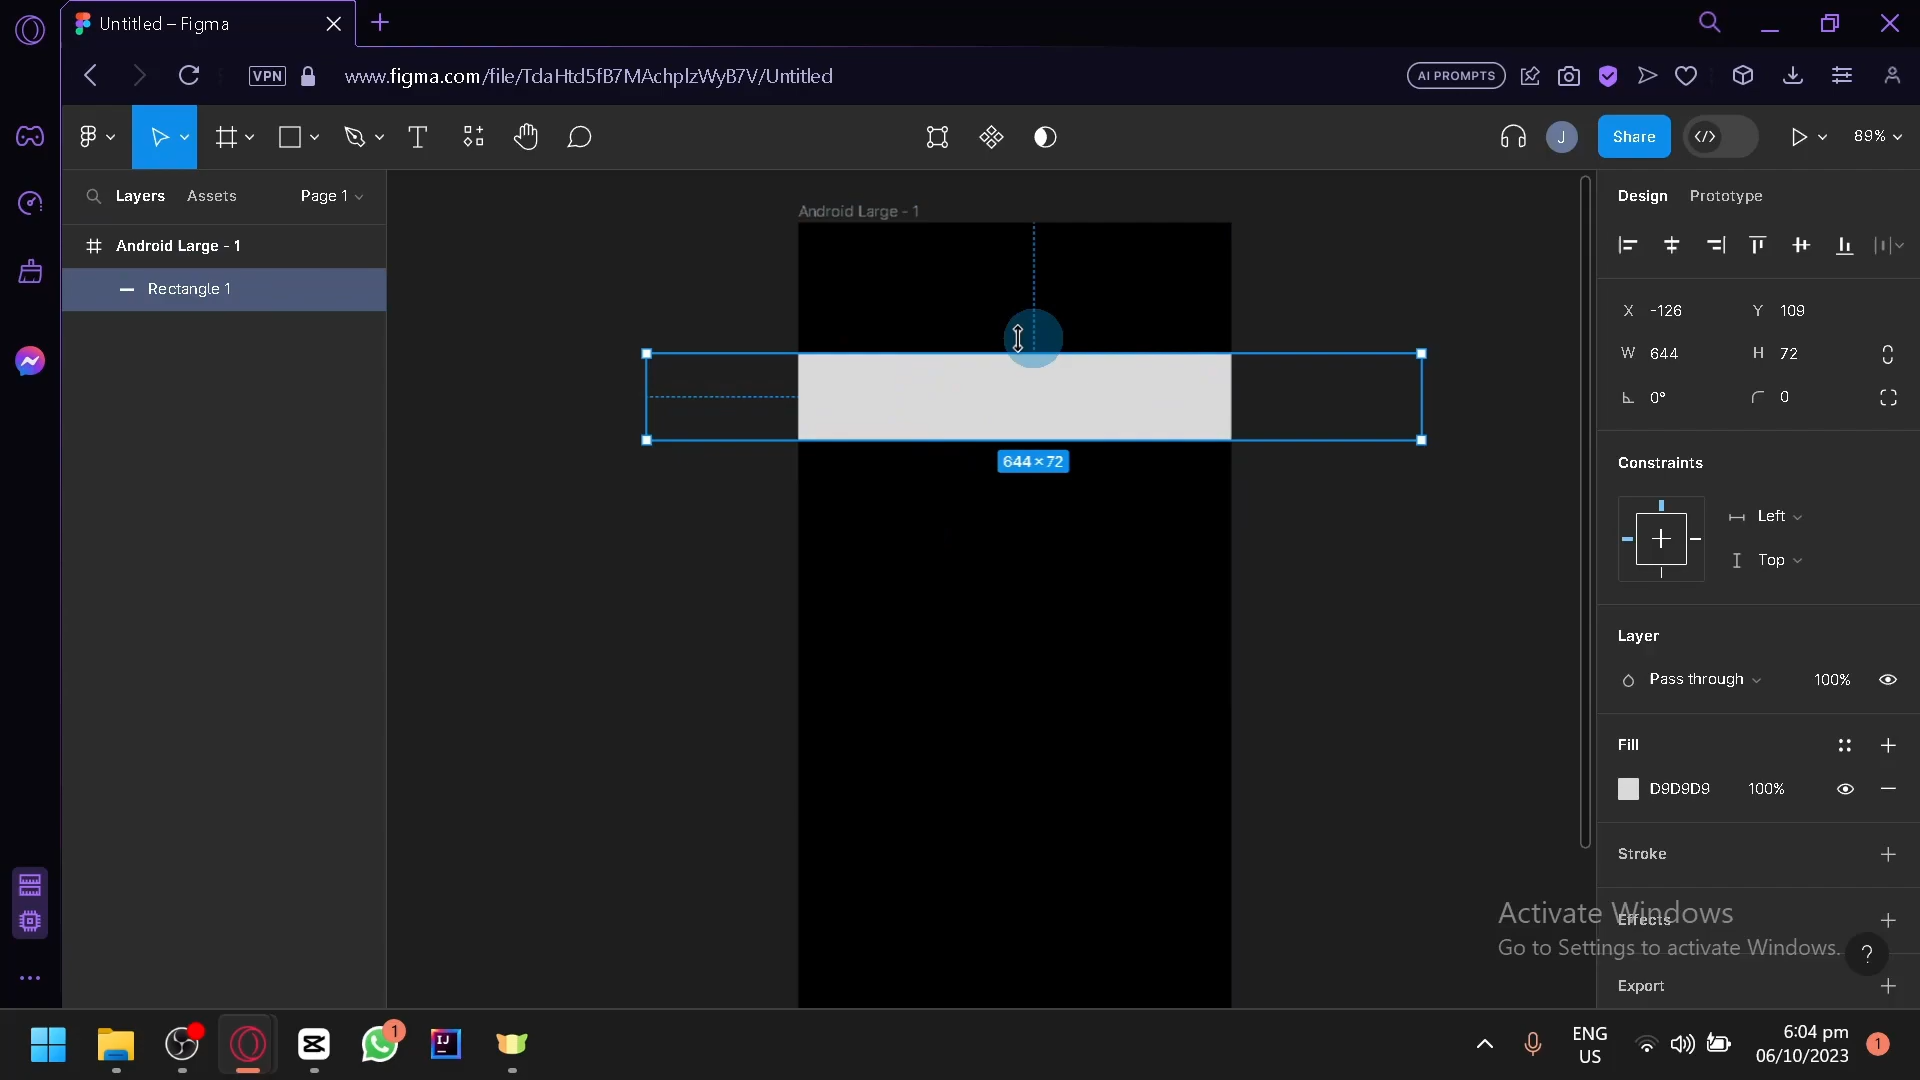 Untitled – Figma
VPN
www.figma.com/file/TdaHtd5fB7MAchplzWyB7V/Untitled
AI PROMPTS
J
Share
89%
Layers
Assets
Page 1
Design
Prototype
Android Large - 1
Rectangle 1
Android Large - 1
644 × 72
X -126
Y 109
W 644
H 72
0°
0
Constraints
Left
Top
Layer
Pass through
100%
Fill
D9D9D9
100%
Stroke
Effects
Export
Activate Windows
Go to Settings to activate Windows.
?
1
IJ
ENG
US
6:04 pm
06/10/2023
1